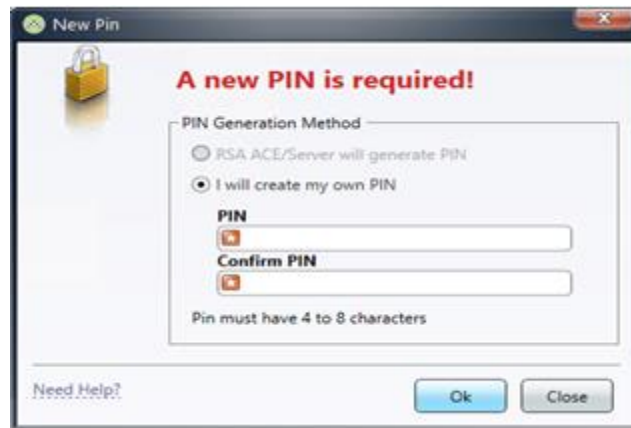 New Pin
A new PIN is required!
PIN Generation Method
RSA ACE/Server will generate PIN
I will create my own PIN
PIN
Confirm PIN
Pin must have 4 to 8 characters
Need Help?
Ok
Close